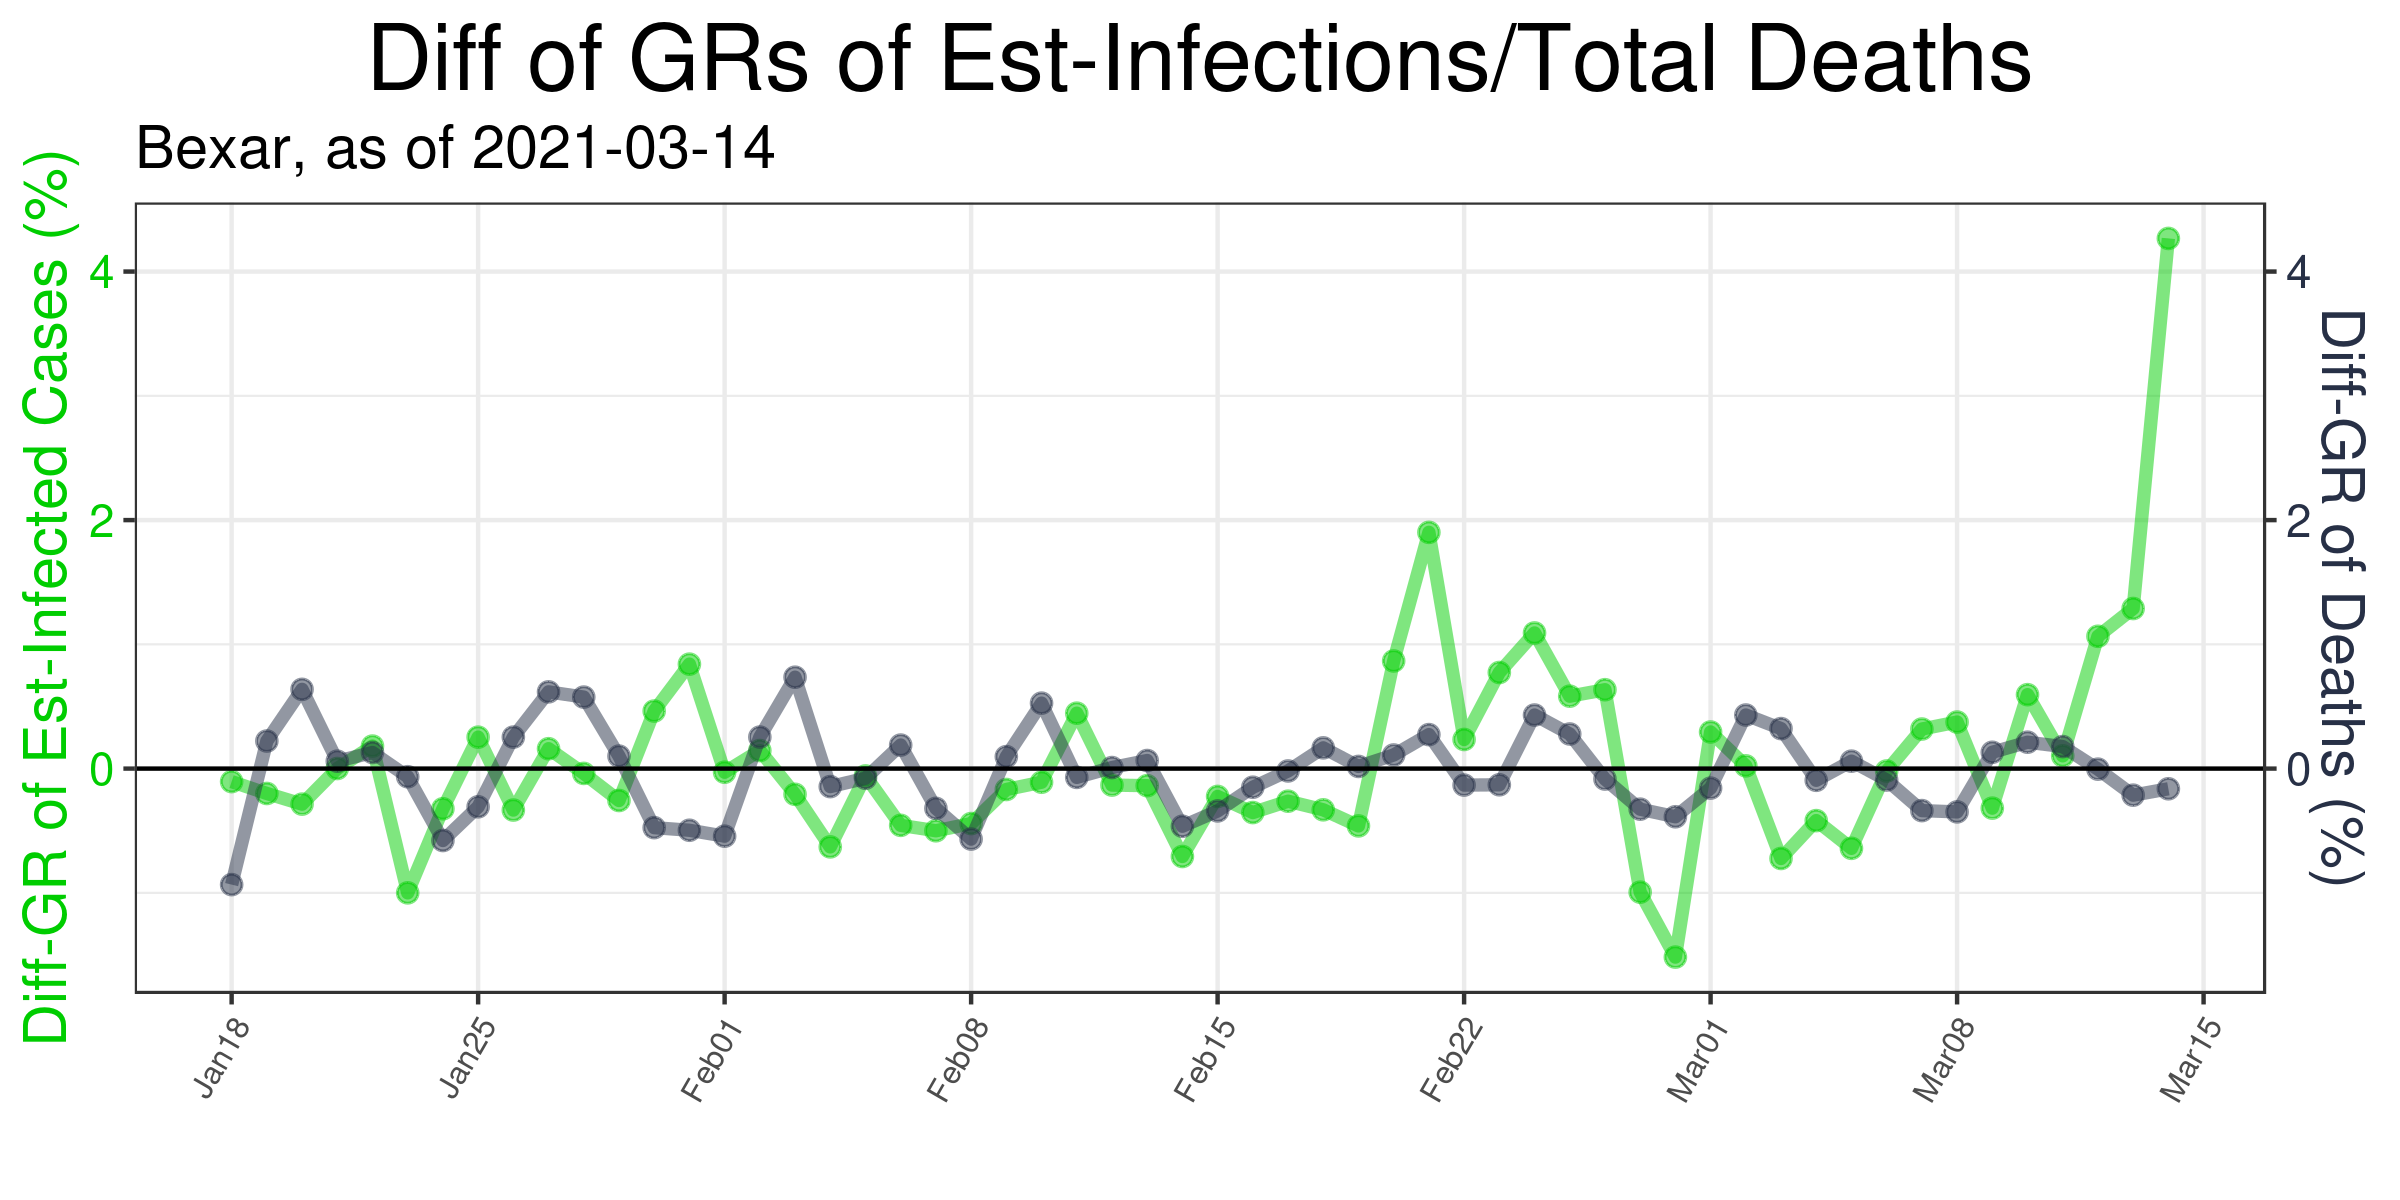 Diff of GRs of Est-Infections/Total Deaths
Bexar, as of 2021-03-14
Diff-GR of Est-Infected Cases (%)
4
2
0
4
2
0
Diff-GR of Deaths (%)
Jan18
Jan25
Feb01
Feb08
Feb15
Feb22
Mar01
Mar08
Mar15